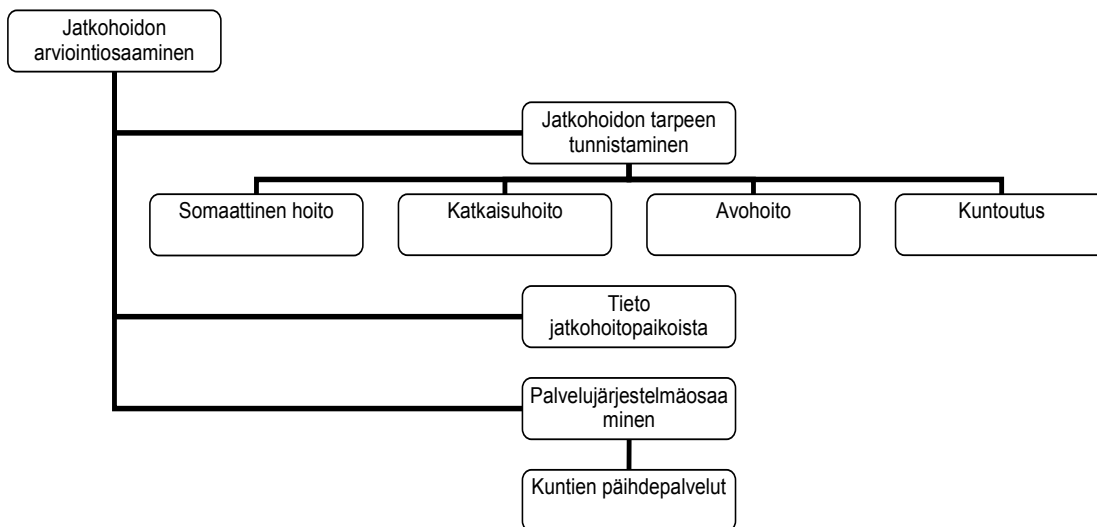 Jatkohoidon
arviointiosaaminen
Jatkohoidon tarpeen
tunnistaminen
Somaattinen hoito
Katkaisuhoito
Avohoito
Kuntoutus
Tieto
jatkohoitopaikoista
Palvelujärjestelmäosaa
minen
Kuntien päihdepalvelut